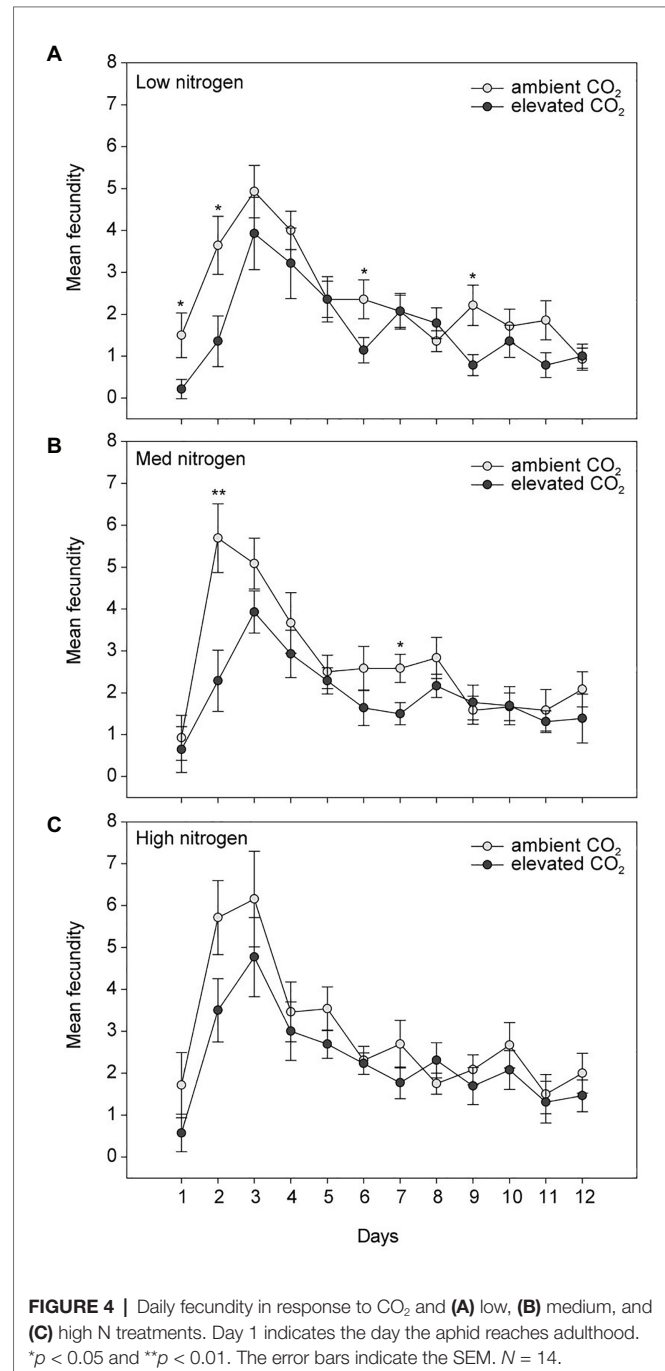 A
Low nitrogen
ambient CO₂
elevated CO₂
Mean fecundity
8
7
6
5
4
3
2
1
0
* * * *
B
Med nitrogen
ambient CO₂
elevated CO₂
Mean fecundity
8
7
6
5
4
3
2
1
0
** *
C
High nitrogen
ambient CO₂
elevated CO₂
Mean fecundity
8
7
6
5
4
3
2
1
0
1 2 3 4 5 6 7 8 9 10 11 12
Days
FIGURE 4 | Daily fecundity in response to CO₂ and (A) low, (B) medium, and
(C) high N treatments. Day 1 indicates the day the aphid reaches adulthood.
*p < 0.05 and **p < 0.01. The error bars indicate the SEM. N = 14.